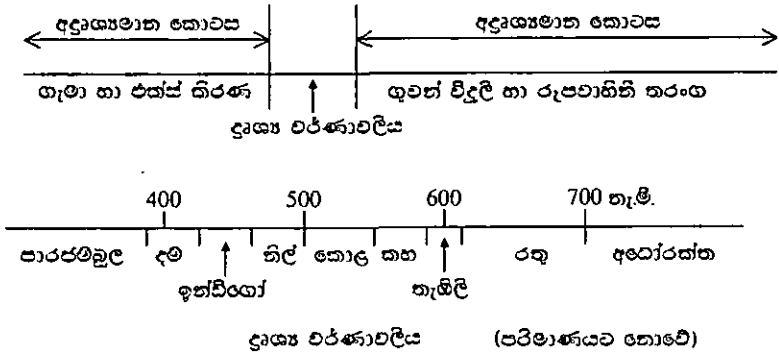 අදෘශ්‍යමාන කොටස අදෘශ්‍යමාන කොටස
ගැමා හා එක්ස් කිරණ ගුවන් විදුලි හා රූපවාහිනී තරංග
දෘශ්‍ය වර්ණාවලිය
400 500 600 700 නැ.මී.
පාරජම්බුල දම් නිල් කොළ කහ රතු අධෝරක්ත
ඉන්ඩිගෝ තැඹිලි
දෘශ්‍ය වර්ණාවලිය (පරිමාණයට නොවේ)